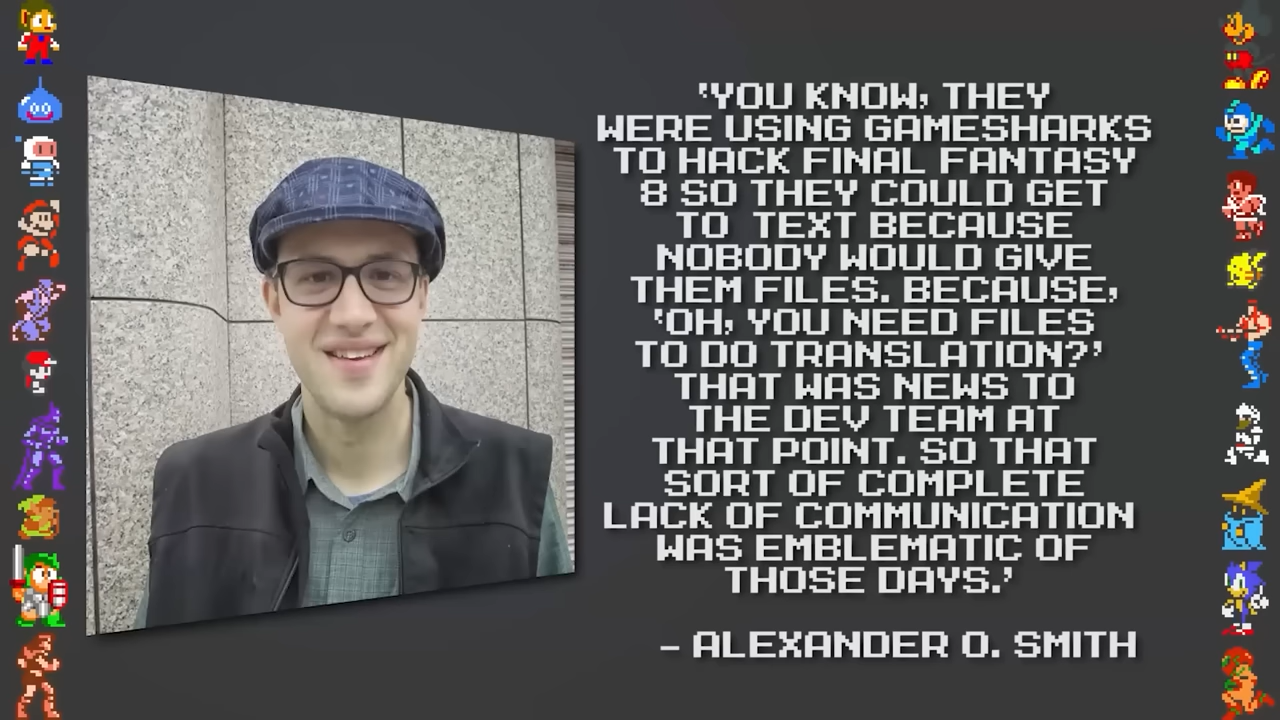 'YOU KNOW, THEY
WERE USING GAMESHARKS
TO HACK FINAL FANTASY
8 SO THEY COULD GET
TO TEXT BECAUSE
NOBODY WOULD GIVE
THEM FILES. BECAUSE,
'OH, YOU NEED FILES
TO DO TRANSLATION?'
THAT WAS NEWS TO
THE DEV TEAM AT
THAT POINT. SO THAT
SORT OF COMPLETE
LACK OF COMMUNICATION
WAS EMBLEMATIC OF
THOSE DAYS.'
- ALEXANDER O. SMITH